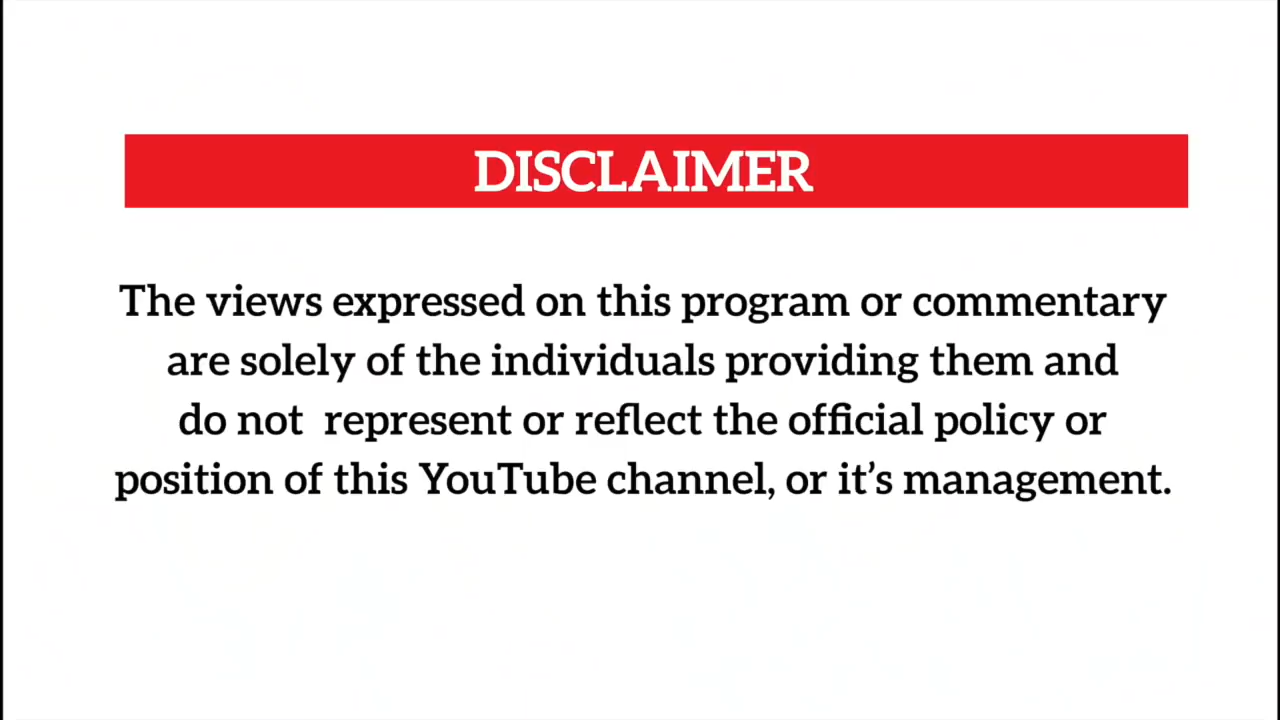 DISCLAIMER
The views expressed on this program or commentary
are solely of the individuals providing them and
do not  represent or reflect the official policy or
position of this YouTube channel, or it’s management.